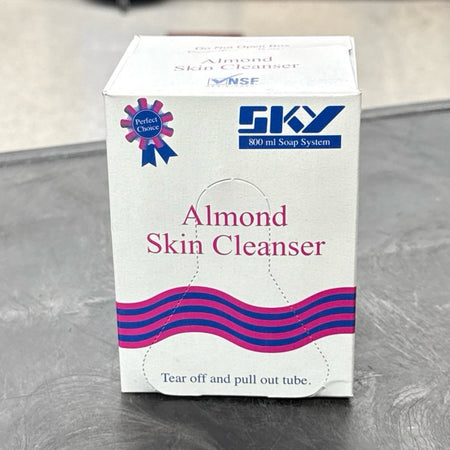 Do Not Open Box
Almond
Skin Cleanser
NSF
Perfect
Choice
SKY
800 ml Soap System
Almond
Skin Cleanser
Tear off and pull out tube.